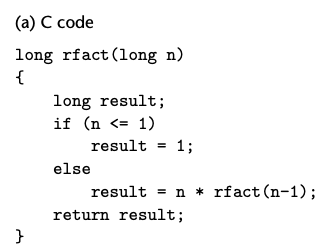 (a) C code
long rfact(long n)
{
    long result;
    if (n <= 1)
        result = 1;
    else
        result = n * rfact(n-1);
    return result;
}